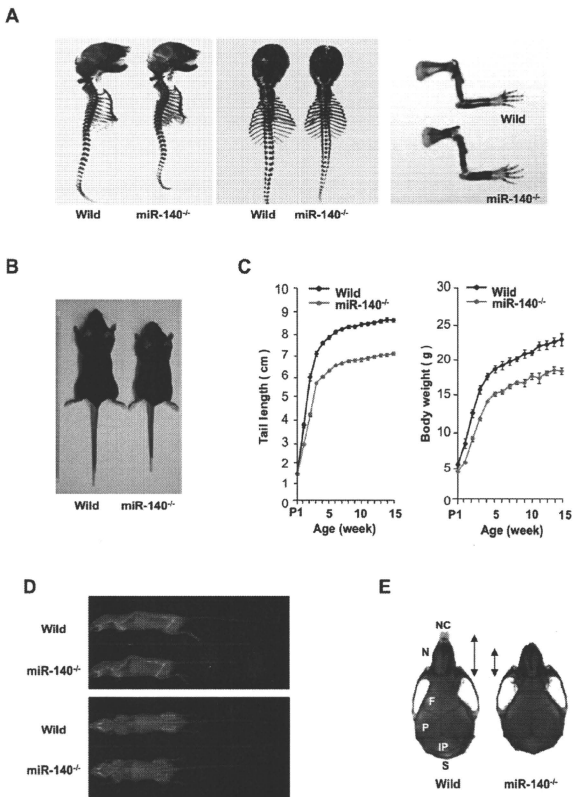 A
Wild miR-140-/- Wild miR-140-/-
Wild
miR-140-/-
B
Wild miR-140-/-
C
Wild
miR-140-/-
Tail length ( cm )
10
9
8
7
6
5
4
3
2
1
0
P1 5 10 15
Age (week)
Wild
miR-140-/-
Body weight ( g )
30
25
20
15
10
5
0
P1 5 10 15
Age (week)
D
Wild
miR-140-/-
Wild
miR-140-/-
E
NC
N
F
P
IP
S
Wild miR-140-/-